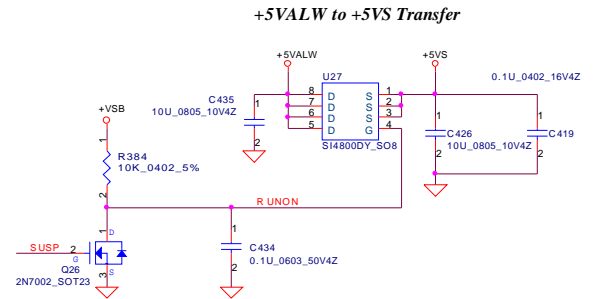 +5VALW to +5VS Transfer
+5VALW
+5VS
U27
0.1U_0402_16V4Z
+VSB
C435
10U_0805_10V4Z
1
2
8
7
6
5
D
D
D
D
S
S
S
G
1
2
3
4
SI4800DY_SO8
1
2
C426
10U_0805_10V4Z
1
2
C419
1
R384
10K_0402_5%
2
RUNON
SUSP
2
G
1
D
3
S
Q26
2N7002_SOT23
1
2
C434
0.1U_0603_50V4Z